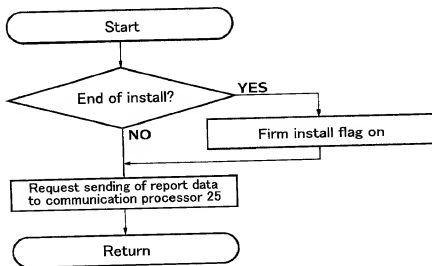 Start
End of install?
YES
NO
Firm install flag on
Request sending of report data
to communication processor 25
Return